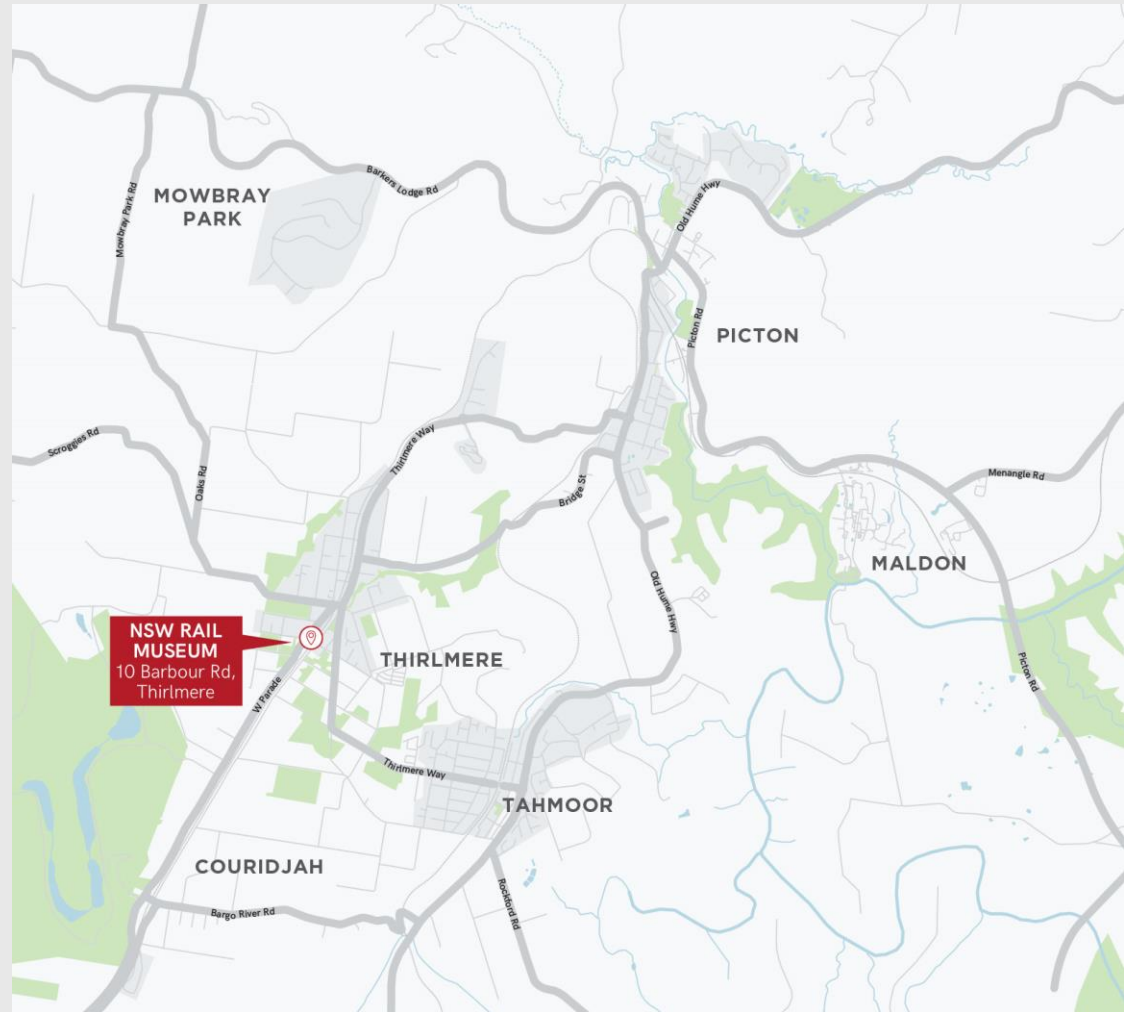 MOWBRAY
PARK
Mowbray Park Rd
Barkers Lodge Rd
Old Hume Hwy
PICTON
Picton Rd
Scroggies Rd
Oaks Rd
Thirlmere Way
Bridge St
Menangle Rd
MALDON
Old Hume Hwy
NSW RAIL
MUSEUM
10 Barbour Rd,
Thirlmere
THIRLMERE
W Parade
Picton Rd
Thirlmere Way
TAHMOOR
COURIDJAH
Bargo River Rd
Rockford Rd